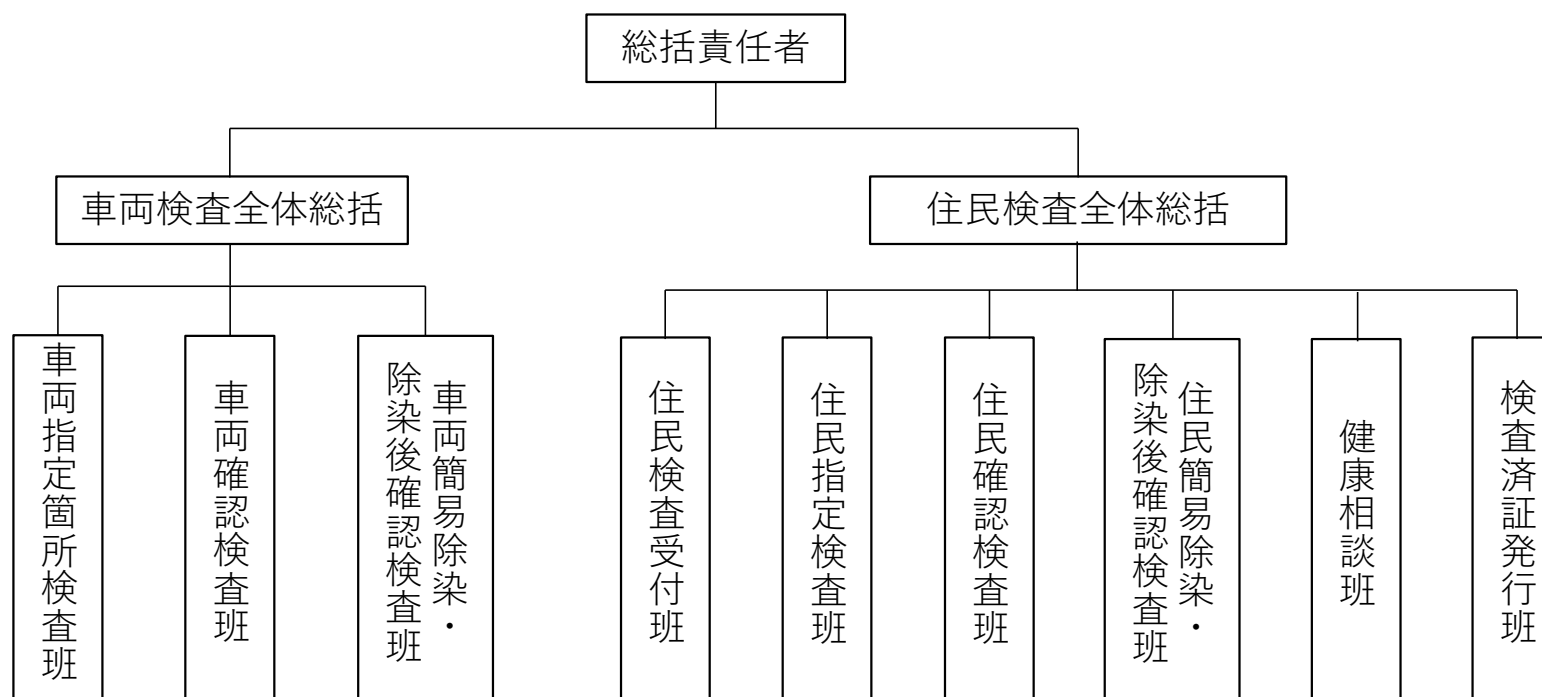 総括責任者
車両検査全体総括
住民検査全体総括
車両指定箇所検査班
車両確認検査班
車両簡易除染・
除染後確認検査班
住民検査受付班
住民指定検査班
住民確認検査班
住民簡易除染・
除染後確認検査班
健康相談班
検査済証発行班